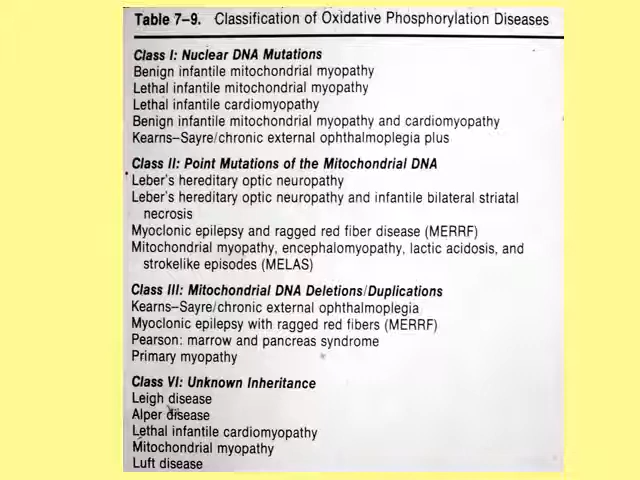 Table 7–9. Classification of Oxidative Phosphorylation Diseases
Class I: Nuclear DNA Mutations
Benign infantile mitochondrial myopathy
Lethal infantile mitochondrial myopathy
Lethal infantile cardiomyopathy
Benign infantile mitochondrial myopathy and cardiomyopathy
Kearns–Sayre/chronic external ophthalmoplegia plus
Class II: Point Mutations of the Mitochondrial DNA
Leber's hereditary optic neuropathy
Leber's hereditary optic neuropathy and infantile bilateral striatal
necrosis
Myoclonic epilepsy and ragged red fiber disease (MERRF)
Mitochondrial myopathy, encephalomyopathy, lactic acidosis, and
strokelike episodes (MELAS)
Class III: Mitochondrial DNA Deletions/Duplications
Kearns–Sayre/chronic external ophthalmoplegia
Myoclonic epilepsy with ragged red fibers (MERRF)
Pearson: marrow and pancreas syndrome
Primary myopathy
Class VI: Unknown Inheritance
Leigh disease
Alper disease
Lethal infantile cardiomyopathy
Mitochondrial myopathy
Luft disease